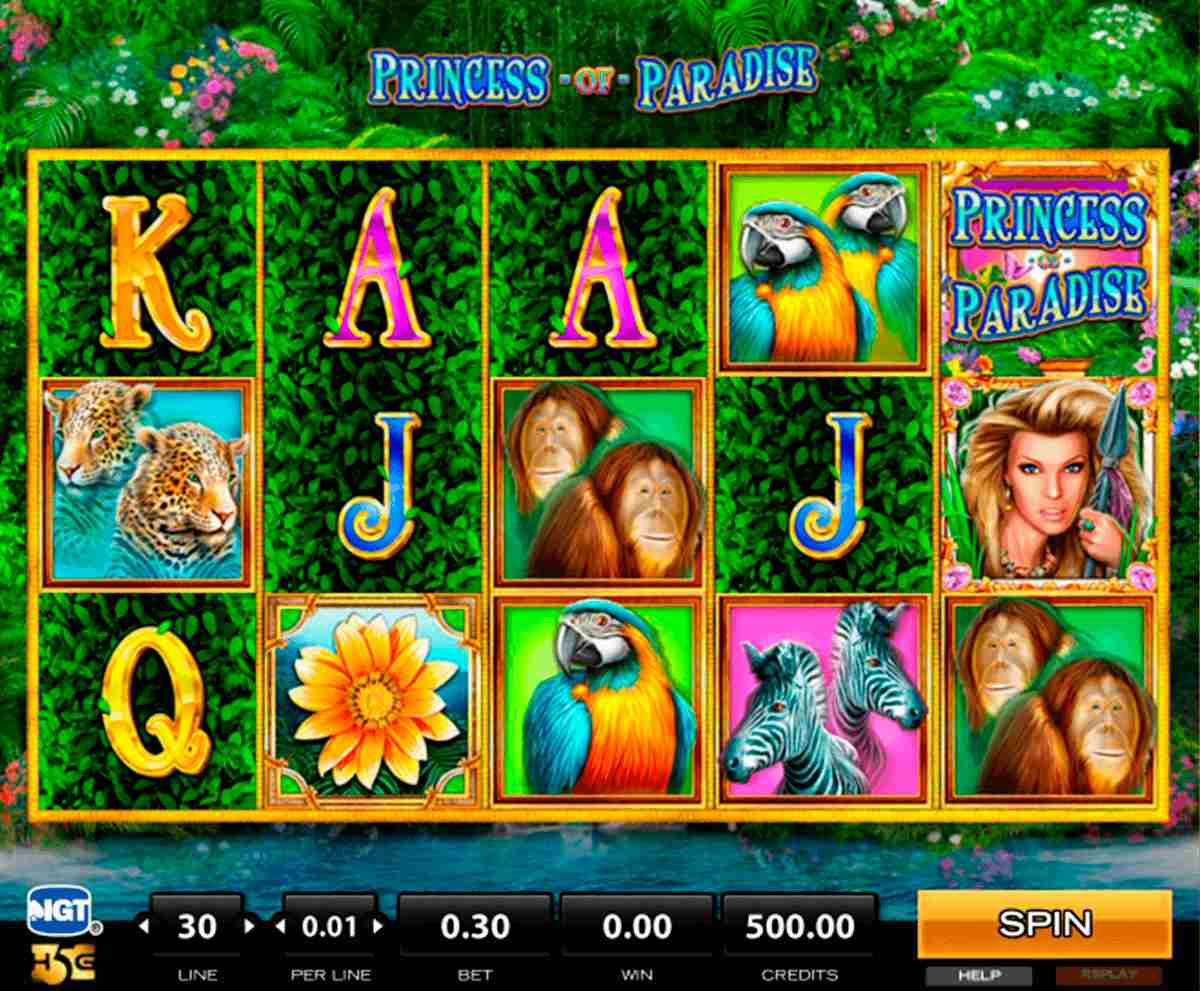 PRINCESS - OF - PARADISE
K A A
PRINCESS
- OF -
PARADISE
J J
Q
IGT®
H5G
30
LINE
0.01
PER LINE
0.30
BET
0.00
WIN
500.00
CREDITS
SPIN
HELP
REPLAY